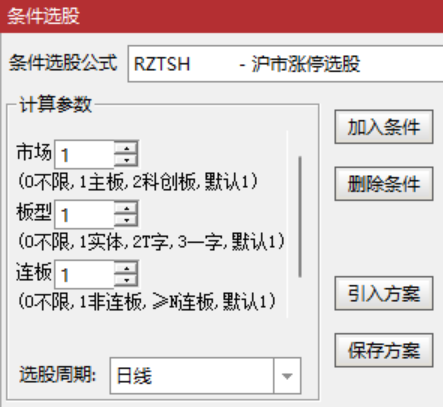 条件选股
条件选股公式 RZTSH - 沪市涨停选股
计算参数
加入条件
市场 1
(0不限,1主板,2科创板,默认1)
删除条件
板型 1
(0不限,1实体,2T字,3一字,默认1)
连板 1
引入方案
(0不限,1非连板,≥N连板,默认1)
保存方案
选股周期: 日线